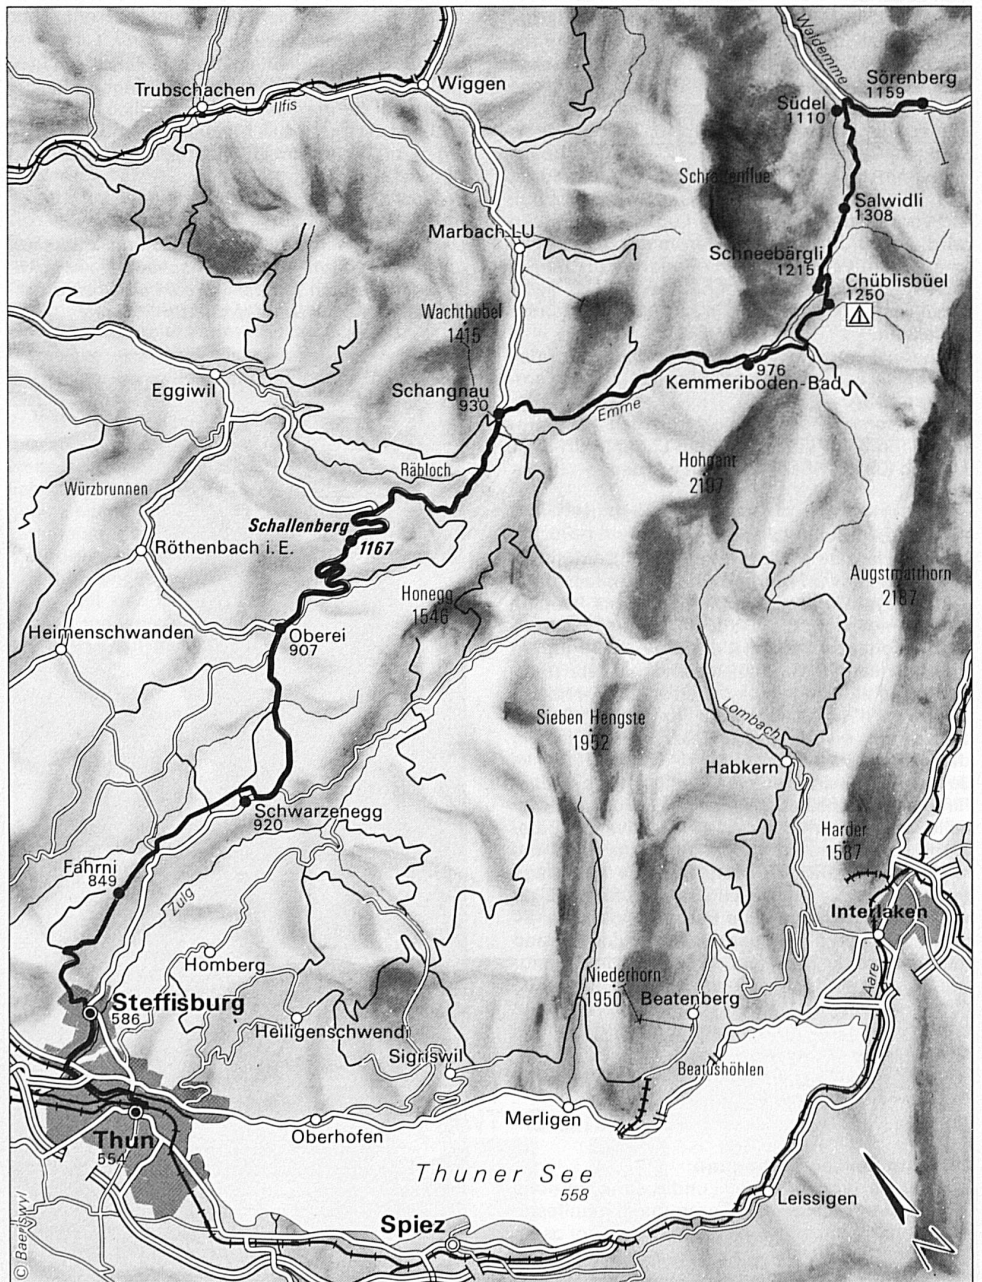 Waldemme
Sörenberg
1159
Trubschachen
Wiggen
Ilfis
Südel
1110
Schrattenflue
Salwidli
1308
Marbach LU
Schneebärgli
1215
Chüblisbüel
1250
Wachthubel
1415
Eggiwil
Schangnau
930
976
Kemmeriboden-Bad
Emme
Räbloch
Hohgant
2197
Würzbrunnen
Schallenberg
1167
Röthenbach i.E.
Honegg
1546
Augstmatthorn
2187
Heimenschwanden
Oberei
907
Sieben Hengste
1952
Lombach
Habkern
Schwarzenegg
920
Harder
1587
Fahrni
849
Zulg
Interlaken
Homberg
Niederhorn
1950
Beatenberg
Aare
Steffisburg
586
Heiligenschwendi
Sigriswil
Beatushöhlen
Merligen
Oberhofen
Thun
554
Thuner See
558
Leissigen
Spiez
N
© Baeriswyl